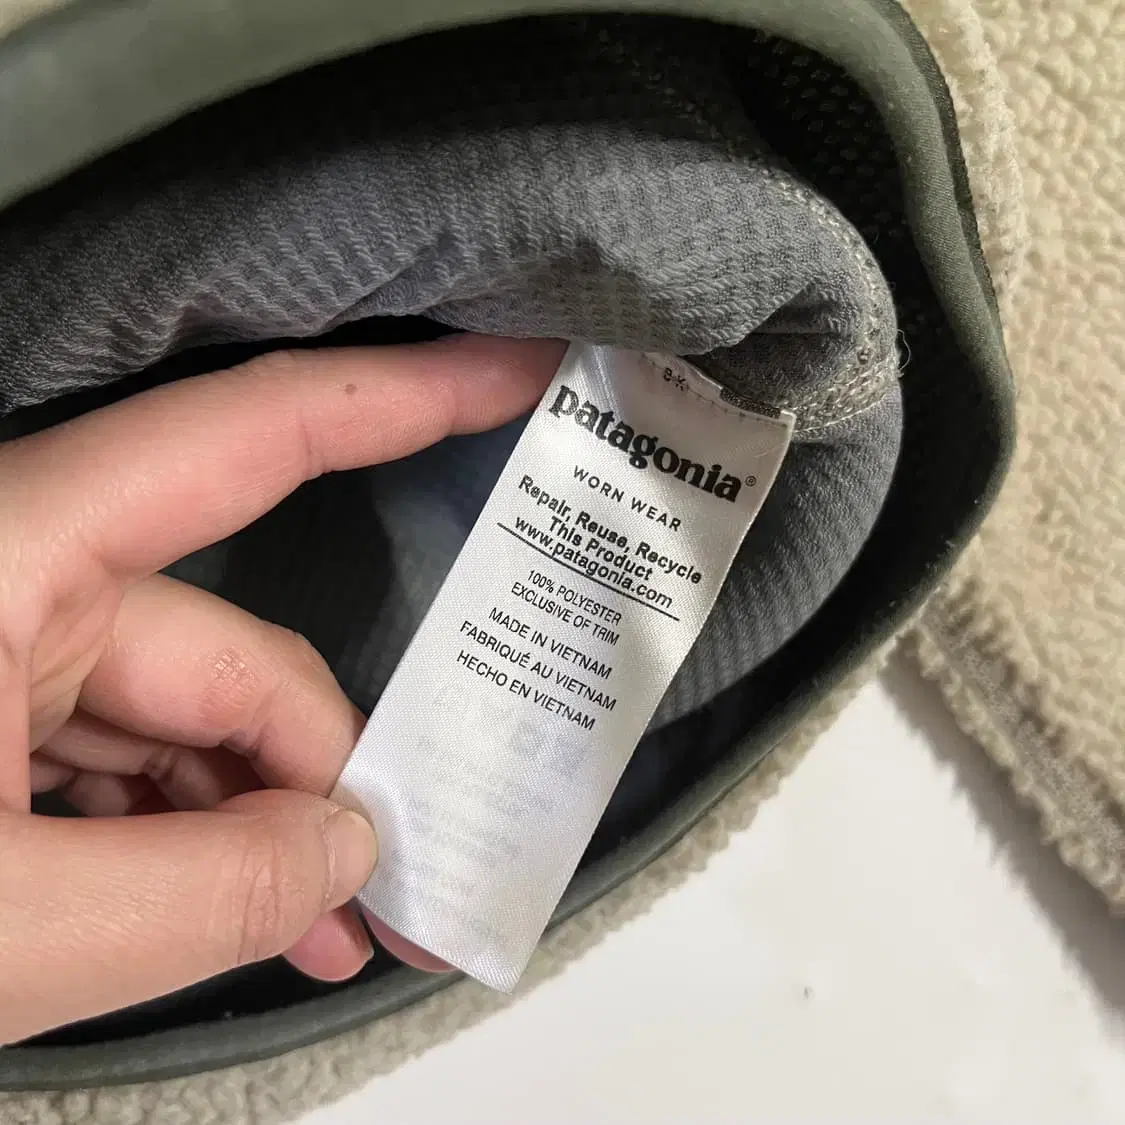 patagonia®
WORN WEAR
Repair, Reuse, Recycle
This Product
www.patagonia.com
100% POLYESTER
EXCLUSIVE OF TRIM
MADE IN VIETNAM
FABRIQUÉ AU VIETNAM
HECHO EN VIETNAM